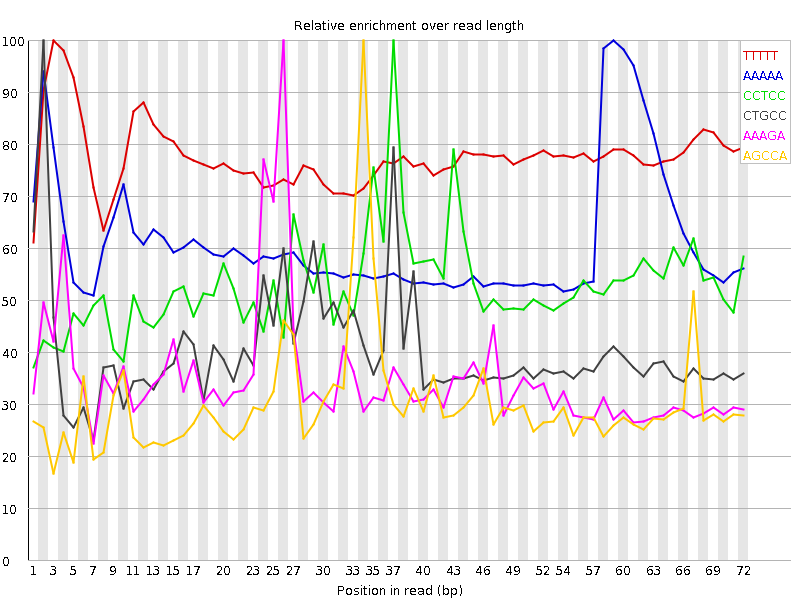 Relative enrichment over read length
100
90
80
70
60
50
40
30
20
10
0
TTTTT
AAAAA
CCTCC
CTGCC
AAAGA
AGCCA
1 3 5 7 9 11 13 15 17 20 23 25 27 30 33 35 37 40 43 46 49 52 54 57 60 63 66 69 72
Position in read (bp)